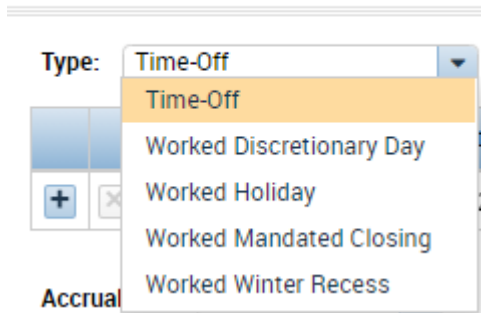 Type: Time-Off
Time-Off
Worked Discretionary Day
Worked Holiday
+
Worked Mandated Closing
Worked Winter Recess
Accrual